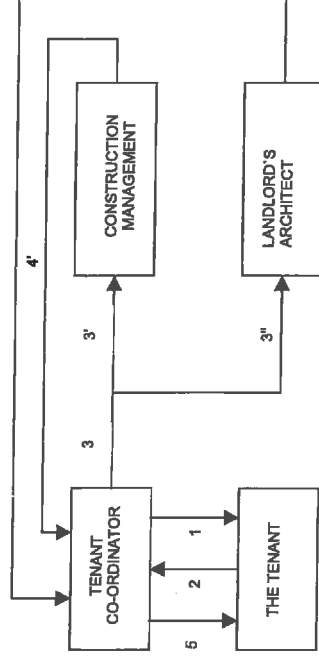 4'
CONSTRUCTION
MANAGEMENT
3'
3
TENANT
CO-ORDINATOR
LANDLORD'S
ARCHITECT
3"
1
2
5
THE TENANT